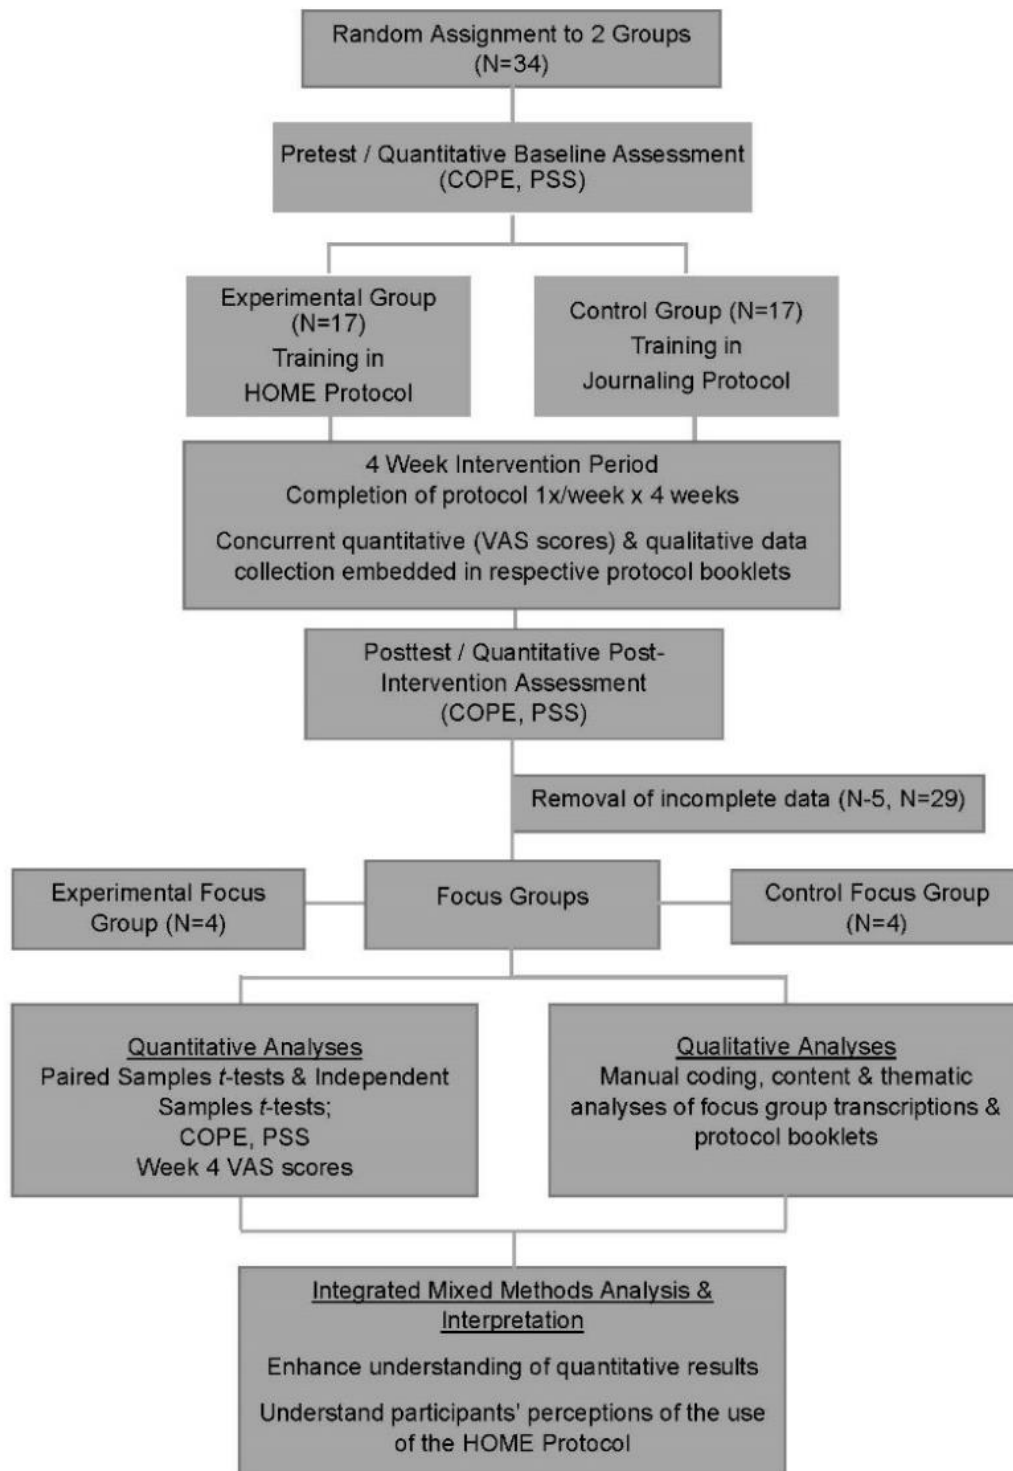 Random Assignment to 2 Groups
(N=34)
Pretest / Quantitative Baseline Assessment
(COPE, PSS)
Experimental Group
(N=17)
Training in
HOME Protocol
Control Group (N=17)
Training in
Journaling Protocol
4 Week Intervention Period
Completion of protocol 1x/week x 4 weeks
Concurrent quantitative (VAS scores) & qualitative data
collection embedded in respective protocol booklets
Posttest / Quantitative Post-
Intervention Assessment
(COPE, PSS)
Removal of incomplete data (N-5, N=29)
Experimental Focus
Group (N=4)
Focus Groups
Control Focus Group
(N=4)
Quantitative Analyses
Paired Samples t-tests & Independent
Samples t-tests;
COPE, PSS
Week 4 VAS scores
Qualitative Analyses
Manual coding, content & thematic
analyses of focus group transcriptions &
protocol booklets
Integrated Mixed Methods Analysis &
Interpretation
Enhance understanding of quantitative results
Understand participants' perceptions of the use
of the HOME Protocol